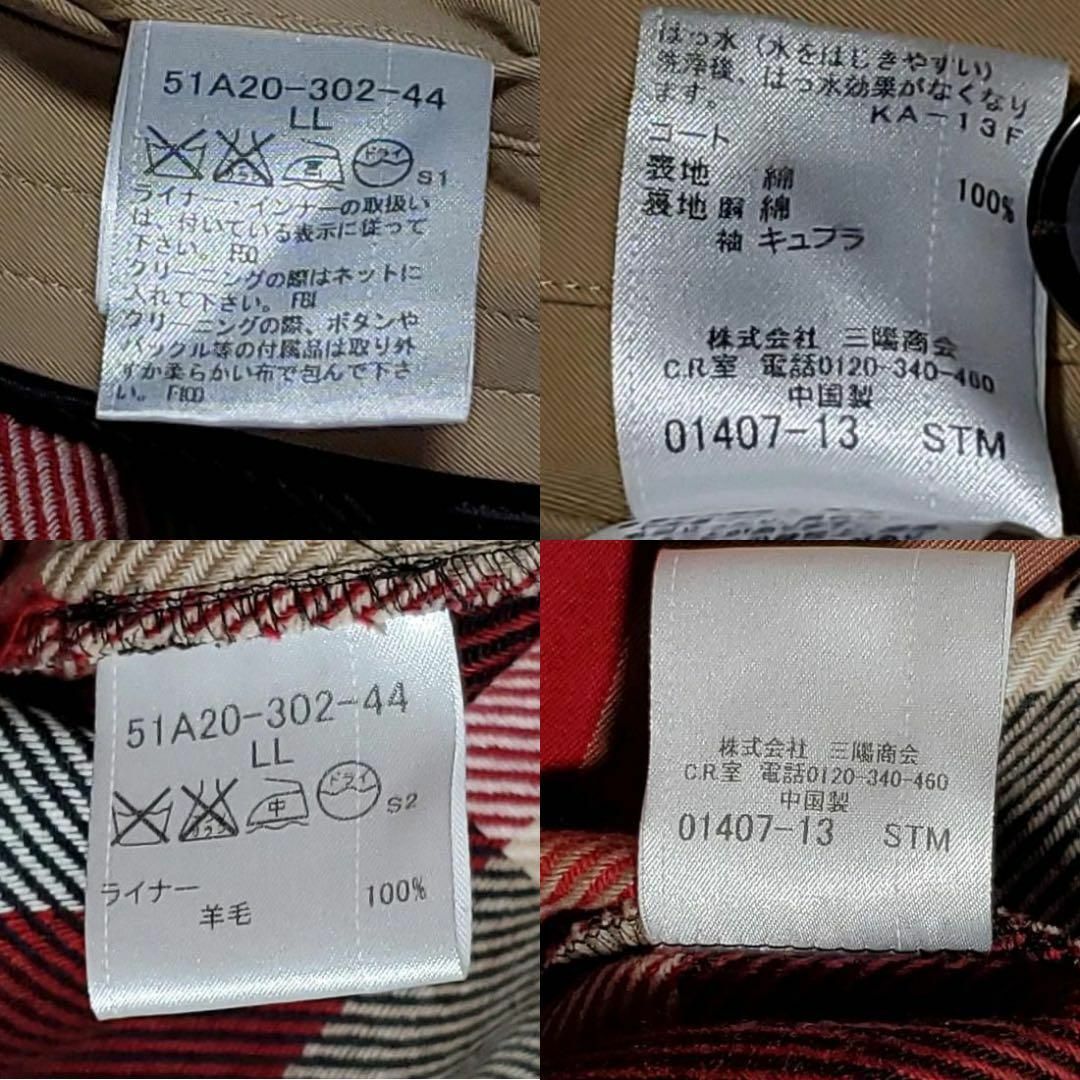 51A20-302-44
LL
ドライ S1
ライナー・インナーの取扱い
は、付いている表示に従って
下さい。 F50
クリーニングの際はネットに
入れて下さい。 F81
クリーニングの際、ボタンや
バックル等の付属品は取り外
すか柔らかい布で包んで下さ
い。 F100
はっ水（水をはじきやすい）
洗浄後、はっ水効果がなくなり
ます。
KA-13F
コート
表地 綿 100%
裏地 胴 綿
袖 キュプラ
株式会社 三陽商会
C.R室 電話0120-340-460
中国製
01407-13 STM
51A20-302-44
LL
エンソ 中 ドライ S2
ライナー 100%
羊毛
株式会社 三陽商会
C.R室 電話0120-340-460
中国製
01407-13 STM